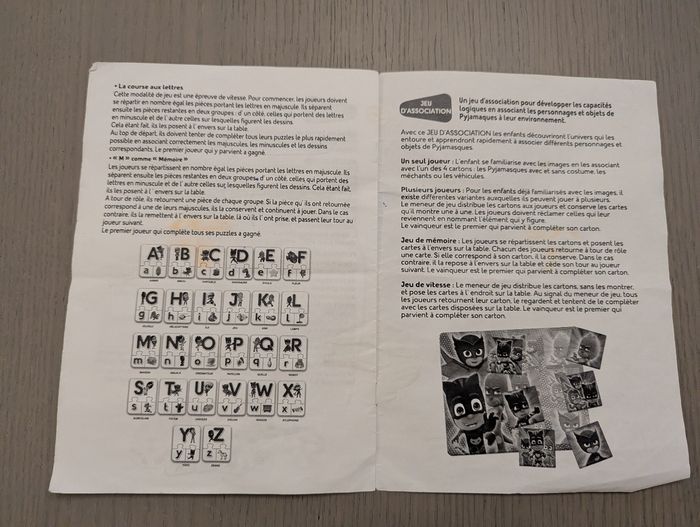 • La course aux lettres
Cette modalité de jeu est une épreuve de vitesse. Pour commencer, les joueurs doivent
se répartir en nombre égal les pièces portant les lettres en majuscule. Ils séparent
ensuite les pièces restantes en deux groupes : d'un côté, celles qui portent des lettres
en minuscule et de l'autre celles sur lesquelles figurent les dessins.
Cela étant fait, ils les posent à l'envers sur la table.
Au top de départ, ils doivent tenter de compléter tous leurs puzzles le plus rapidement
possible en associant correctement les majuscules, les minuscules et les dessins
correspondants. Le premier joueur qui y parvient a gagné.
• « M » comme « Mémoire »
Les joueurs se répartissent en nombre égal les pièces portant les lettres en majuscule. Ils
séparent ensuite les pièces restantes en deux groupes: d'un côté, celles qui portent des
lettres en minuscule et de l'autre celles sur lesquelles figurent les dessins. Cela étant fait,
ils les posent à l'envers sur la table.
A tour de rôle, ils retournent une pièce de chaque groupe. Si la pièce qu'ils ont retournée
correspond à une de leurs majuscules, ils la conservent et continuent à jouer. Dans le cas
contraire, ils la remettent à l'envers sur la table, là où ils l'ont prise, et passent leur tour au
joueur suivant.
Le premier joueur qui complète tous ses puzzles a gagné.
A B C D E F
a b c d e f
G H I J K L
g h i j k l
M N O P Q R
m n o p q r
S T U V W X
s t u v w x
Y Z
y z
JEU
D'ASSOCIATION
Un jeu d'association pour développer les capacités
logiques en associant les personnages et objets de
Pyjamasques à leur environnement.
Avec ce JEU D'ASSOCIATION les enfants découvriront l'univers qui les
entoure et apprendront rapidement à associer différents personnages et
objets de Pyjamasques.
Un seul joueur : L'enfant se familiarise avec les images en les associant
avec l'un des 4 cartons : les Pyjamasques avec et sans costume, les
méchants ou les véhicules.
Plusieurs joueurs : Pour les enfants déjà familiarisés avec les images, il
existe différentes variantes auxquelles ils peuvent jouer à plusieurs.
Le meneur de jeu distribue les cartons aux joueurs et conserve les cartes
qu'il montre une à une. Les joueurs doivent réclamer celles qui leur
reviennent en nommant l'élément qui y figure.
Le vainqueur est le premier qui parvient à compléter son carton.
Jeu de mémoire : Les joueurs se répartissent les cartons et posent les
cartes à l'envers sur la table. Chacun des joueurs retourne à tour de rôle
une carte. Si elle correspond à son carton, il la conserve. Dans le cas
contraire, il la repose à l'envers sur la table et cède son tour au joueur
suivant. Le vainqueur est le premier qui parvient à compléter son carton.
Jeu de vitesse : Le meneur de jeu distribue les cartons, sans les montrer,
et pose les cartes à l'endroit sur la table. Au signal du meneur de jeu, tous
les joueurs retournent leur carton, le regardent et tentent de le compléter
avec les cartes disposées sur la table. Le vainqueur est le premier qui
parvient à compléter son carton.